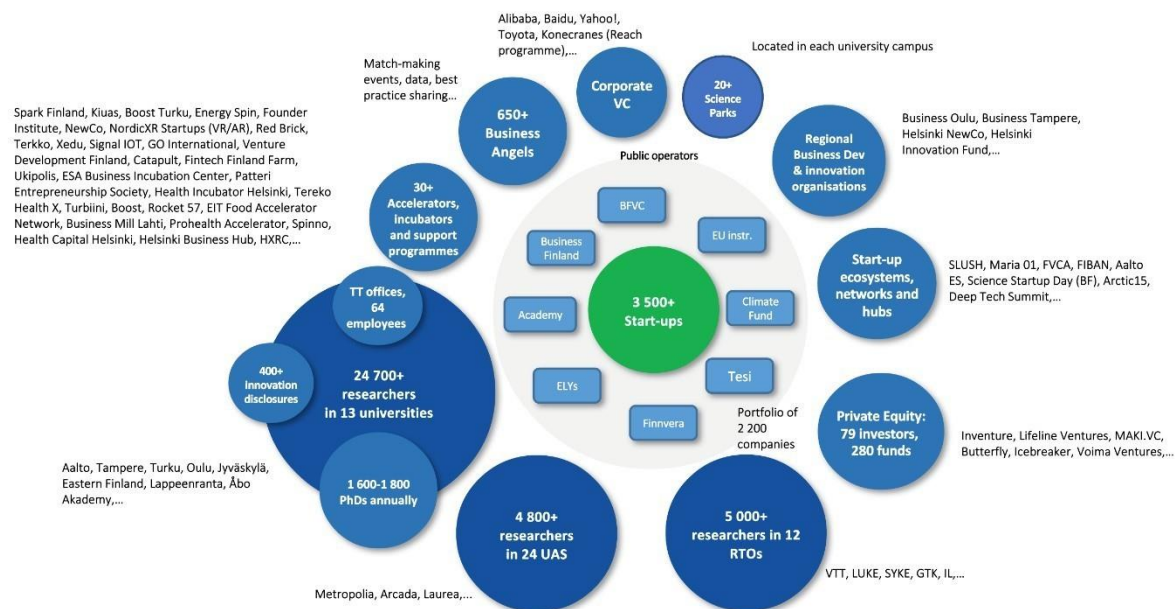 Alibaba, Baidu, Yahoo!,
Toyota, Konecranes (Reach
programme),…
Corporate
VC
20+
Science
Parks
Located in each university campus
Match-making
events, data, best
practice sharing…
650+
Business
Angels
Business Oulu, Business Tampere,
Helsinki NewCo, Helsinki
Innovation Fund,…
Regional
Business Dev
& innovation
organisations
Spark Finland, Kiuas, Boost Turku, Energy Spin, Founder
Institute, NewCo, NordicXR Startups (VR/AR), Red Brick,
Terkko, Xedu, Signal IOT, GO International, Venture
Development Finland, Catapult, Fintech Finland Farm,
Ukipolis, ESA Business Incubation Center, Patteri
Entrepreneurship Society, Health Incubator Helsinki, Tereko
Health X, Turbiini, Boost, Rocket 57, EIT Food Accelerator
Network, Business Mill Lahti, Prohealth Accelerator, Spinno,
Health Capital Helsinki, Helsinki Business Hub, HXRC,…
30+
Accelerators,
incubators
and support
programmes
Public operators
BFVC
Business
Finland
EU instr.
Academy
3 500+
Start-ups
Climate
Fund
ELYs
Tesi
Finnvera
Portfolio of
2 200
companies
Start-up
ecosystems,
networks and
hubs
SLUSH, Maria 01, FVCA, FIBAN, Aalto
ES, Science Startup Day (BF), Arctic15,
Deep Tech Summit,…
TT offices,
64
employees
400+
innovation
disclosures
24 700+
researchers
in 13 universities
1 600-1 800
PhDs annually
Aalto, Tampere, Turku, Oulu, Jyväskylä,
Eastern Finland, Lappeenranta, Åbo
Akademy,…
Private Equity:
79 investors,
280 funds
Inventure, Lifeline Ventures, MAKI.VC,
Butterfly, Icebreaker, Voima Ventures,…
4 800+
researchers
in 24 UAS
Metropolia, Arcada, Laurea,...
5 000+
researchers in 12
RTOs
VTT, LUKE, SYKE, GTK, IL,…